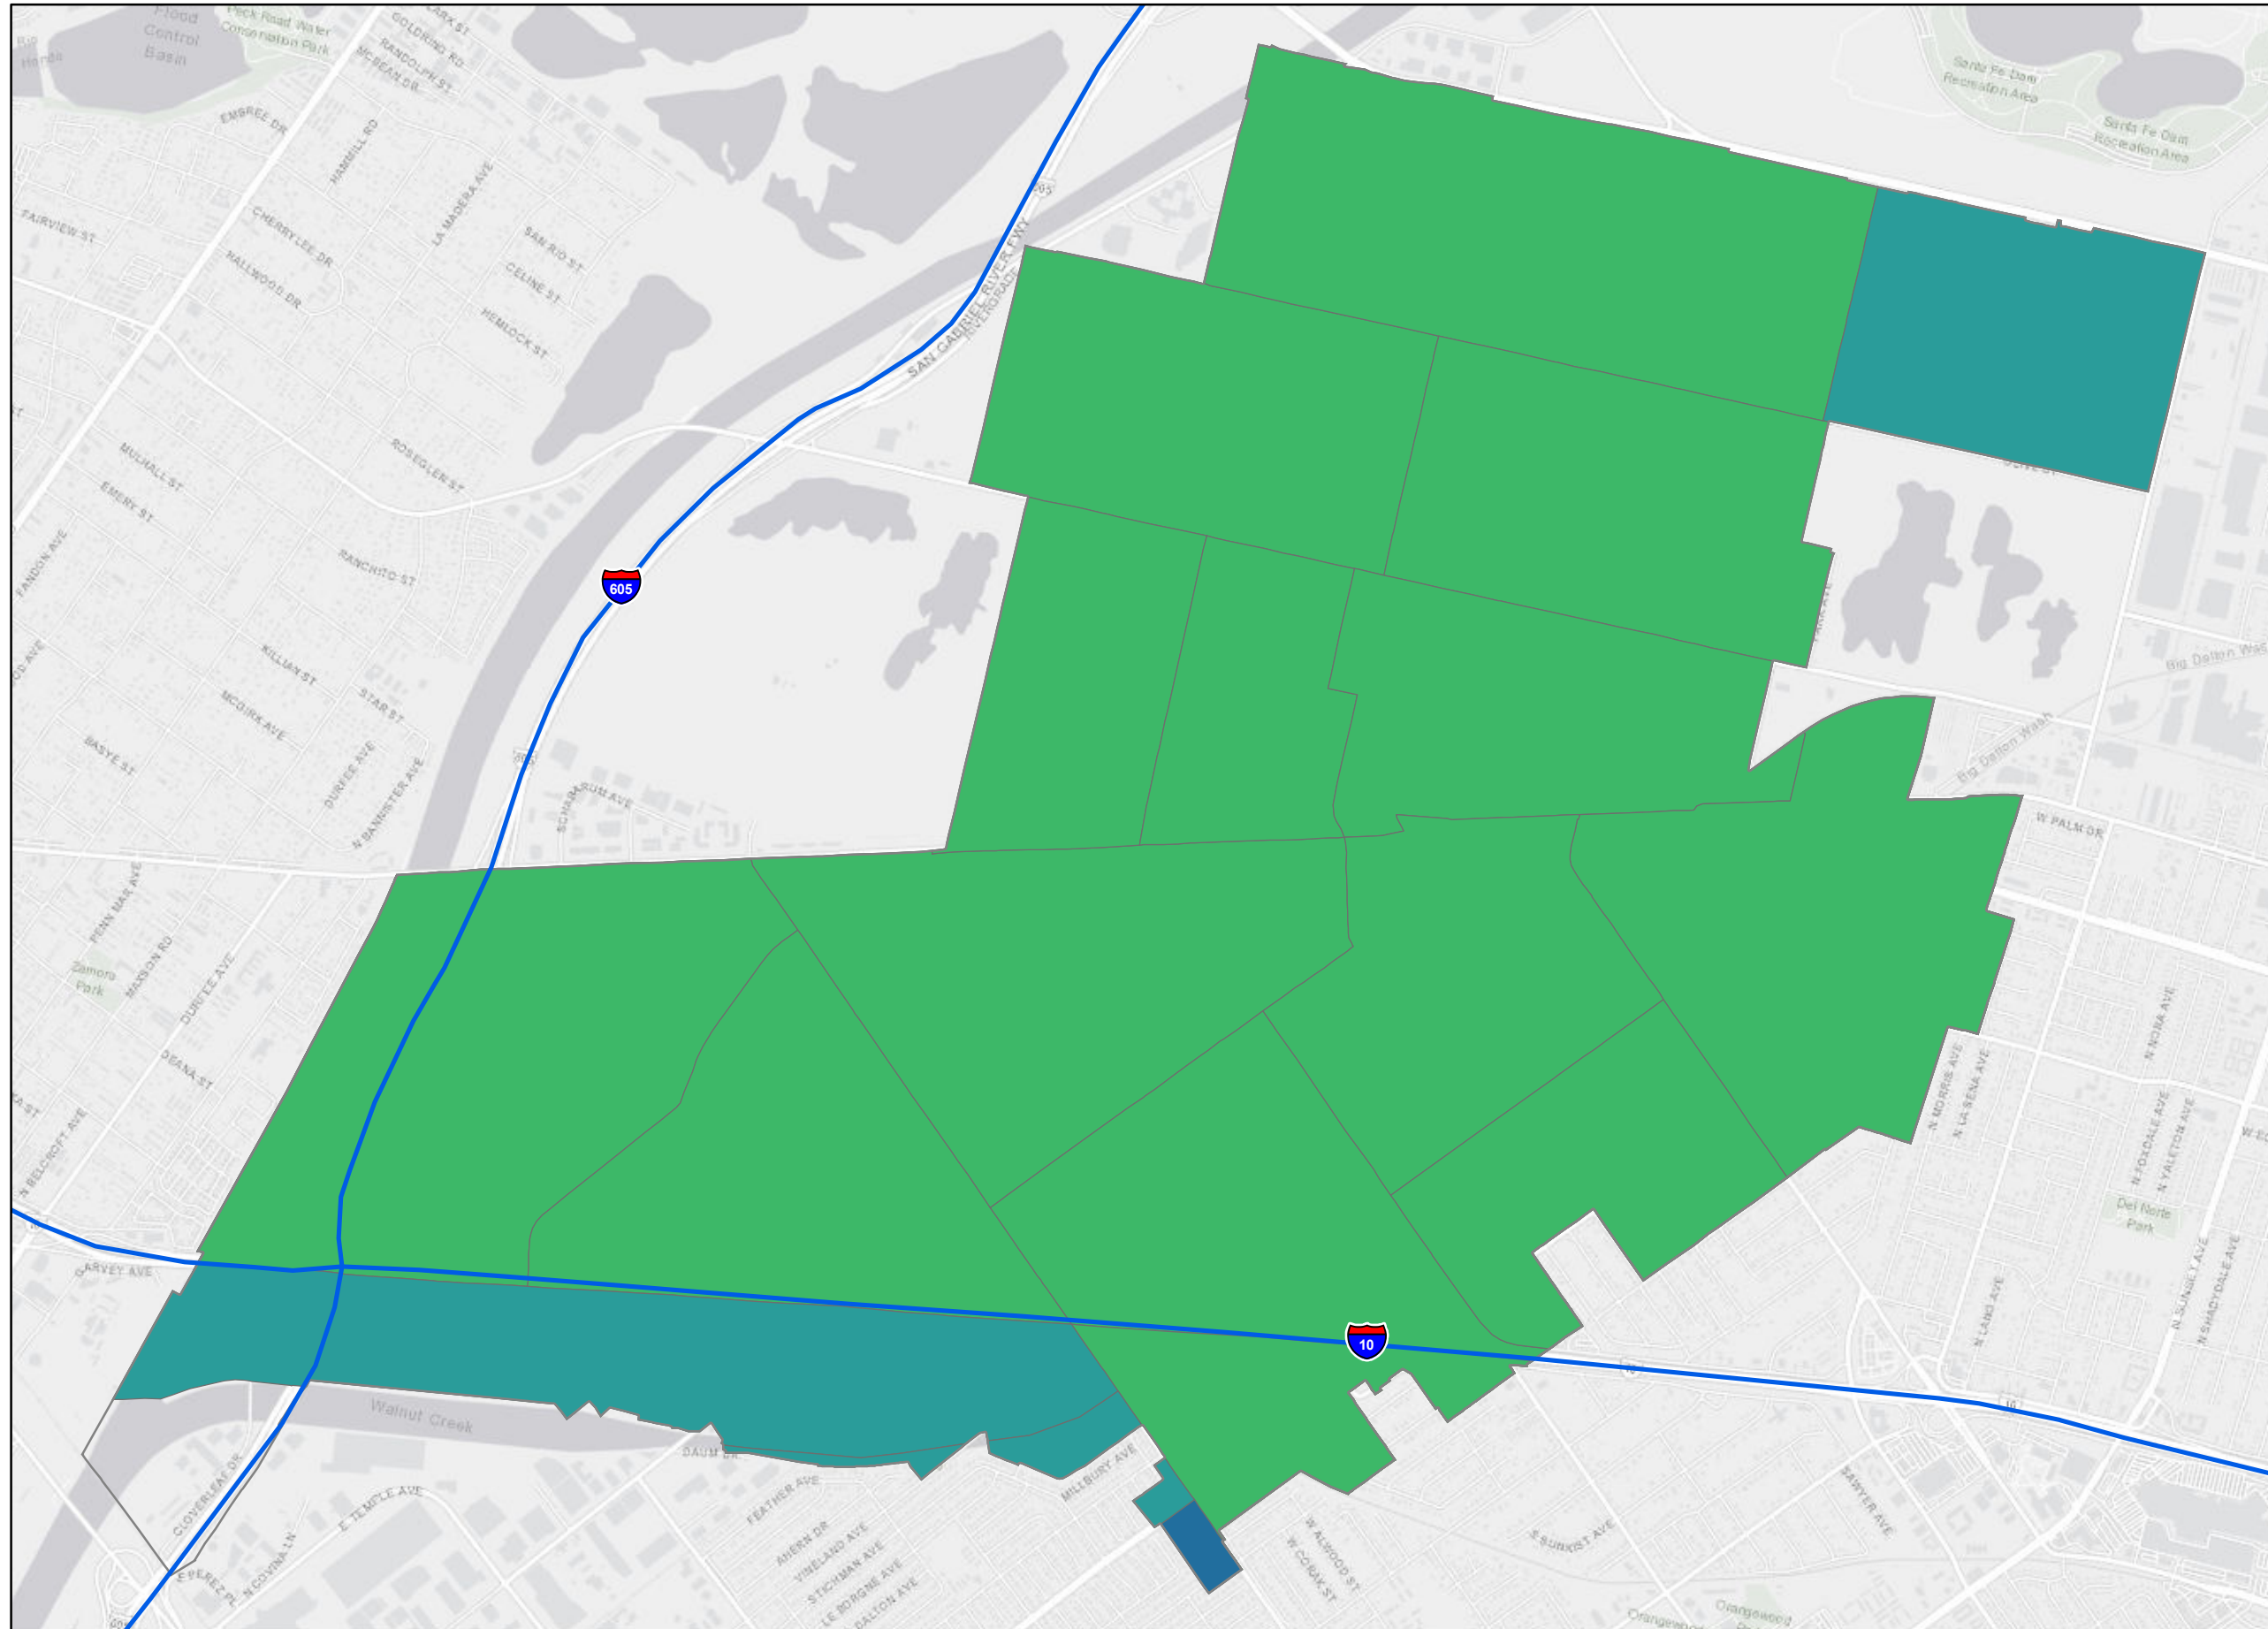 Flood
Control
Basin
Peck Road Water
Conservation Park
GOLDRING RD
RANDOLPH ST
MCBEAN DR
EMBREE DR
HAMMILL RD
LA MADERA AVE
FAIRVIEW ST
CHERRYLEE DR
HALLWOOD DR
SAN RIO ST
CELINE ST
HEMLOCK ST
SAN GABRIEL RIVER FWY
Santa Fe Dam
Recreation Area
Santa Fe Dam
Recreation Area
MULHALL ST
EMERY ST
ROSEGLEN ST
FANDON AVE
RANCHITO ST
605
PARK AVE
Big Dalton Was
Big Dalton Wash
KILLIAN ST
STAR ST
MCGIRK AVE
BASYE ST
DURFEE AVE
N BANNISTER AVE
W PALM DR
PENN MAR AVE
MAXSON RD
DURFEE AVE
Zamora
Park
DEANA ST
N BELCROFT AVE
GARVEY AVE
N NORA AVE
N MORRIS AVE
N LA SENA AVE
N FOXDALE AVE
N YALETON AVE
Del Norte
Park
N SUNSET AVE
N SHADYDALE AVE
N LANG AVE
10
10
Walnut Creek
DAUM DR
CLOVERLEAF DR
E TEMPLE AVE
N COVINA LN
PEREZ PL
FEATHER AVE
MILLBURY AVE
AHERN DR
VINELAND AVE
STICHMAN AVE
LE BORGNE AVE
DALTON AVE
W ALWOOD ST
W CORAK ST
S SUNKIST AVE
SAWYER AVE
Orangewood